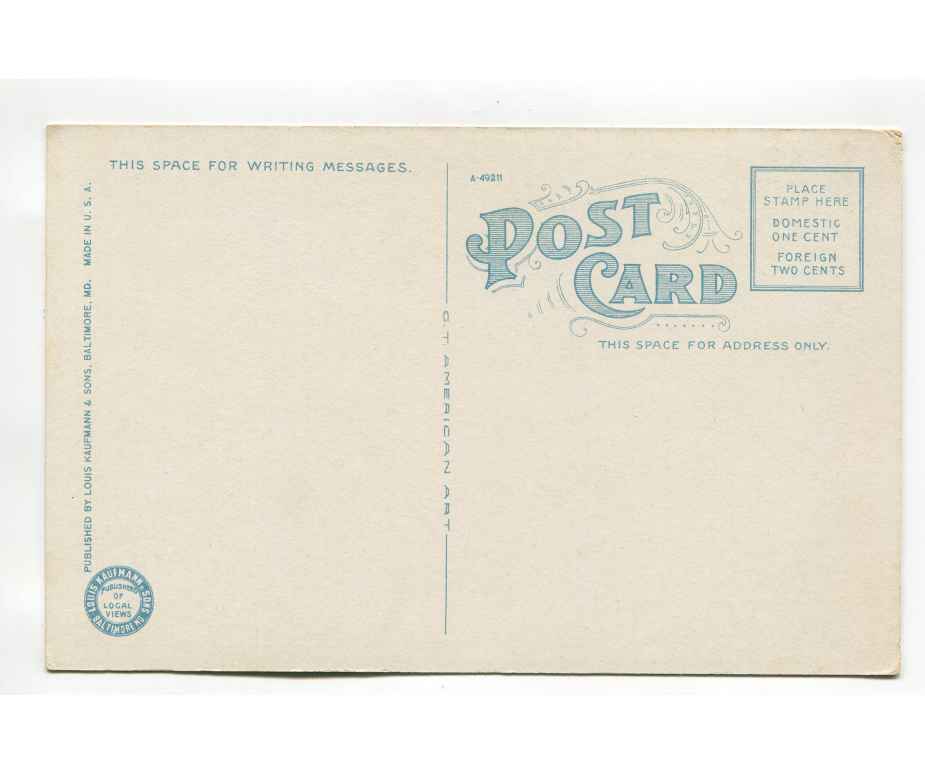 THIS SPACE FOR WRITING MESSAGES.
PUBLISHED BY LOUIS KAUFMANN & SONS, BALTIMORE, MD. MADE IN U. S. A.
LOUIS KAUFMANN & SONS
BALTIMORE MD
PUBLISHERS
OF
LOCAL
VIEWS
C.T. AMERICAN ART
A-49211
POST
CARD
PLACE
STAMP HERE
DOMESTIC
ONE CENT
FOREIGN
TWO CENTS
THIS SPACE FOR ADDRESS ONLY.